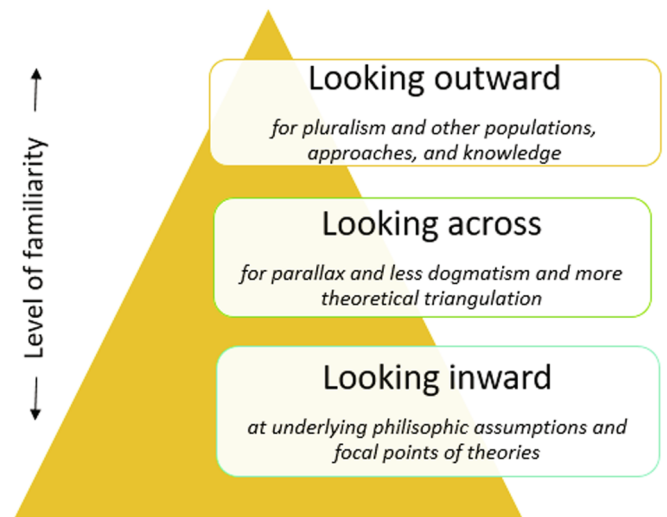 Level of familiarity
Looking outward
for pluralism and other populations,
approaches, and knowledge
Looking across
for parallax and less dogmatism and more
theoretical triangulation
Looking inward
at underlying philisophic assumptions and
focal points of theories